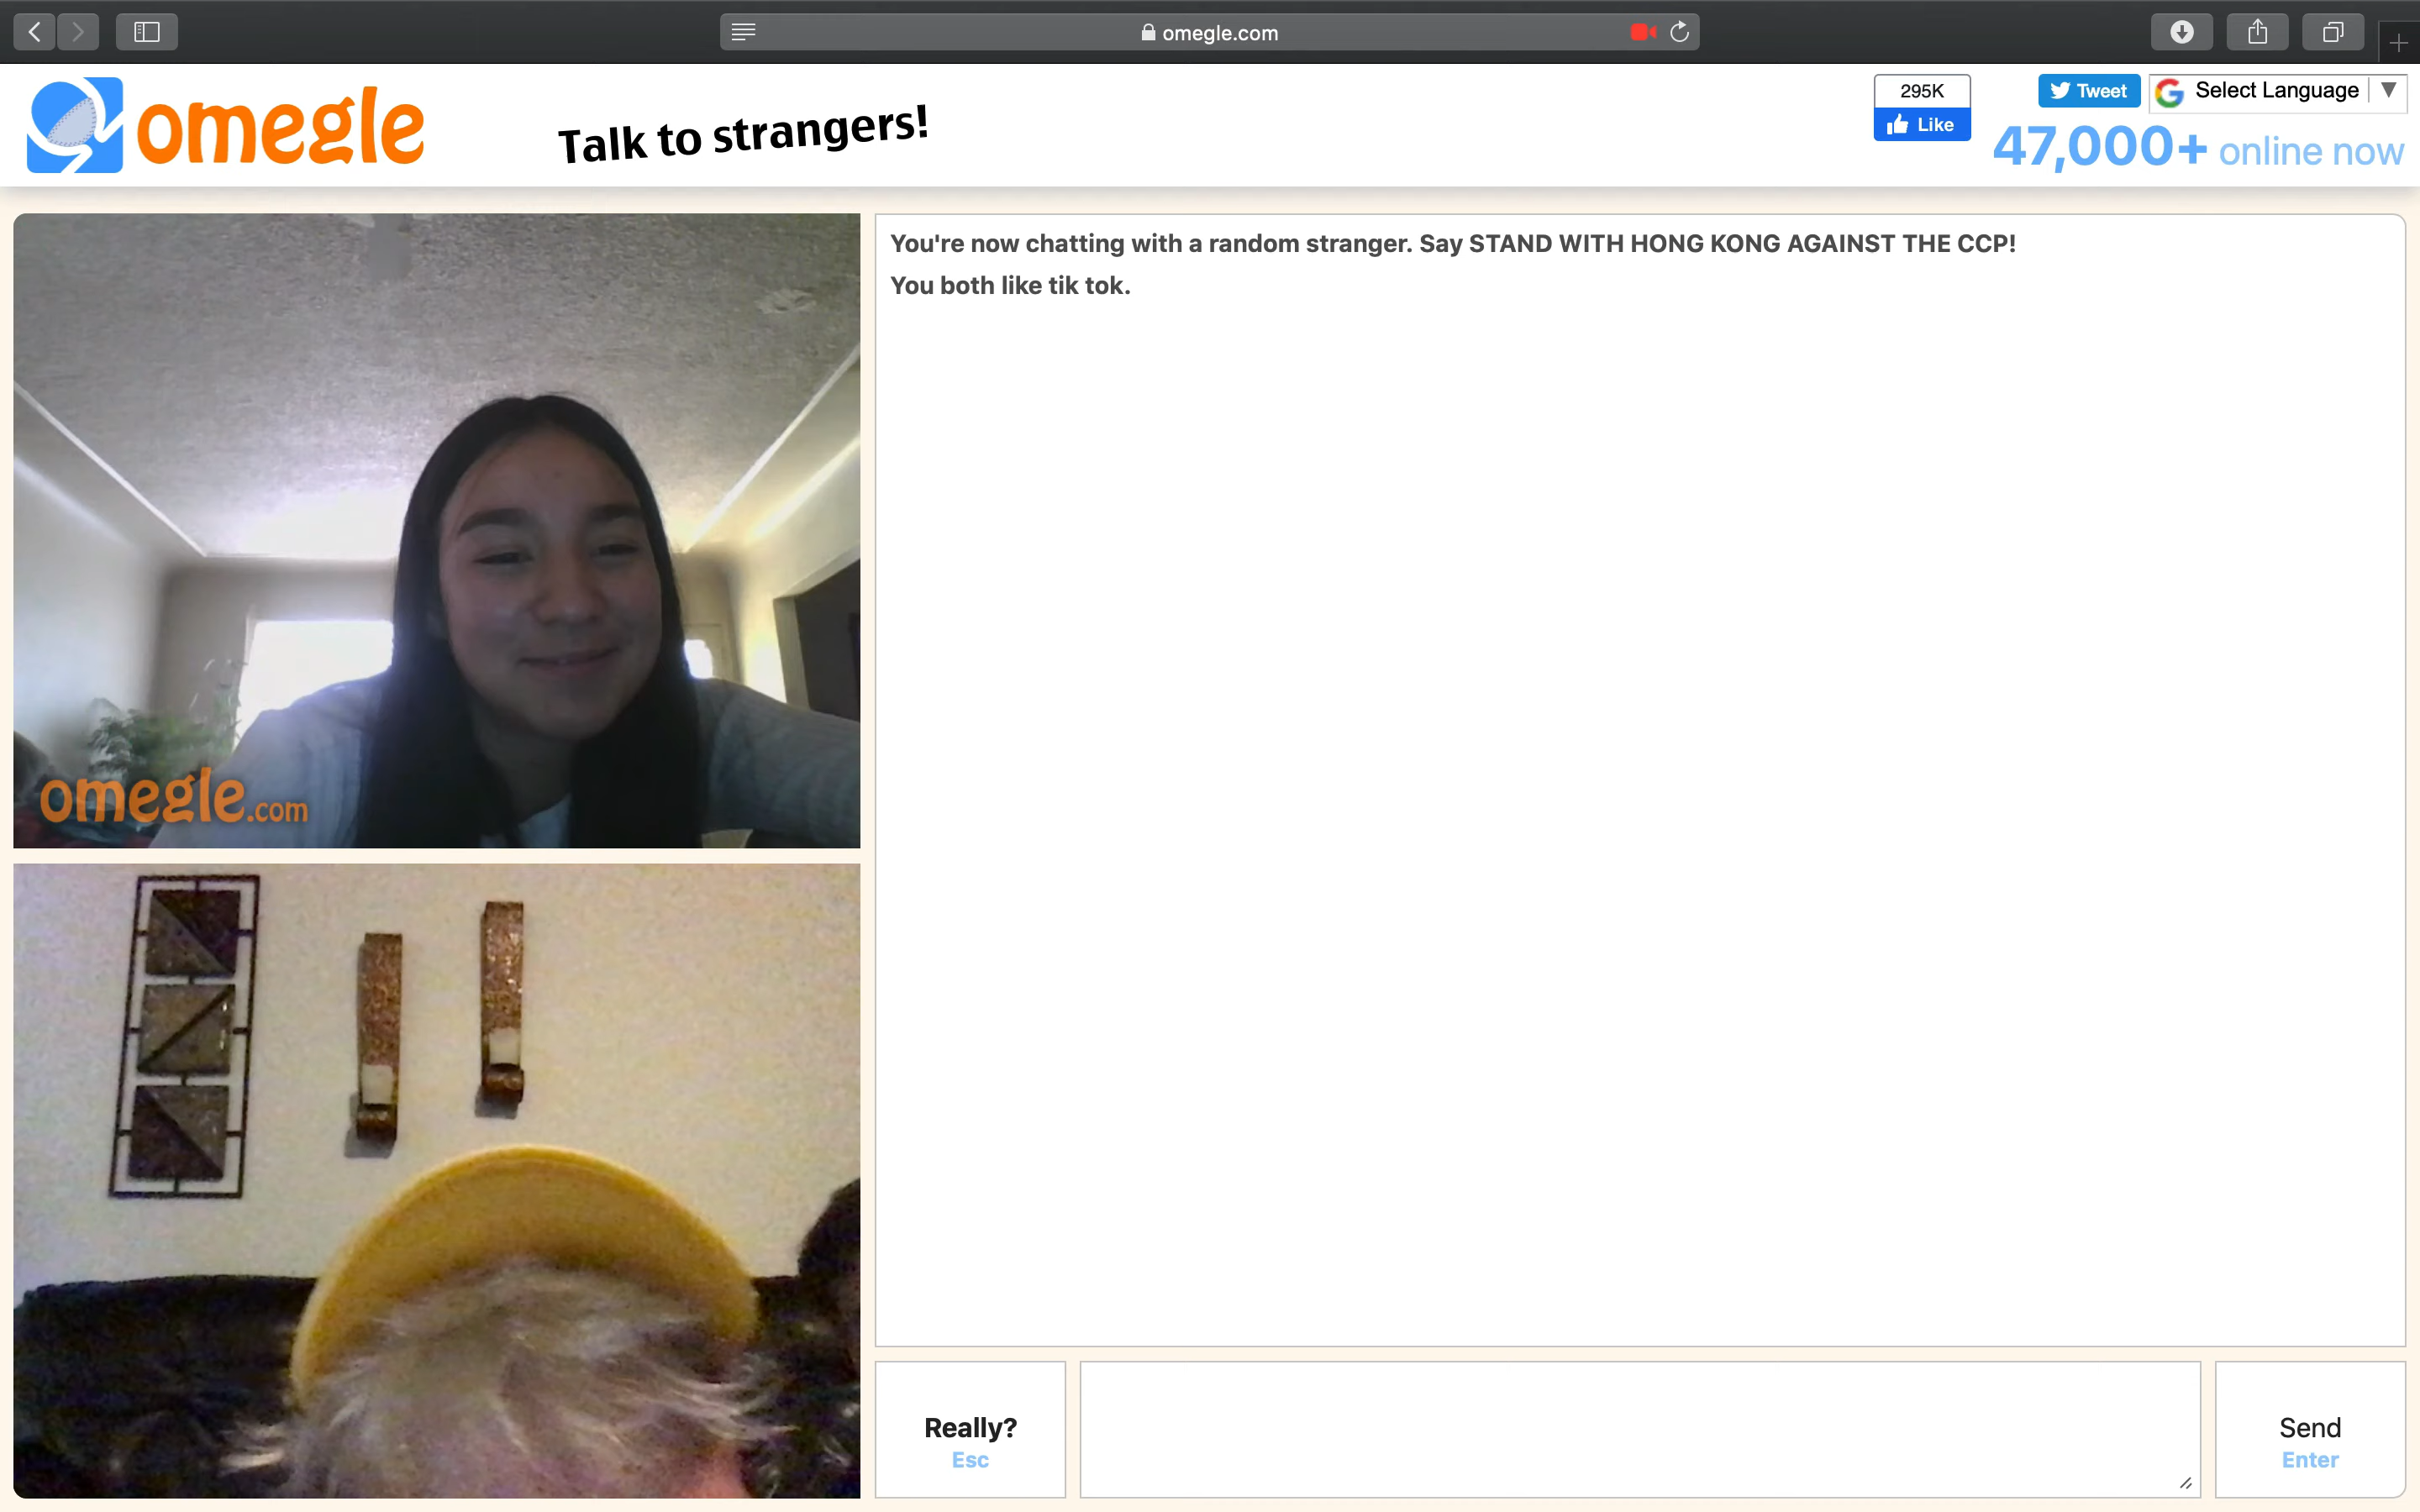 omegle.com
omegle
Talk to strangers!
295K
Like
Tweet
Select Language
47,000+ online now
You're now chatting with a random stranger. Say STAND WITH HONG KONG AGAINST THE CCP!
You both like tik tok.
omegle.com
Really?
Esc
Send
Enter